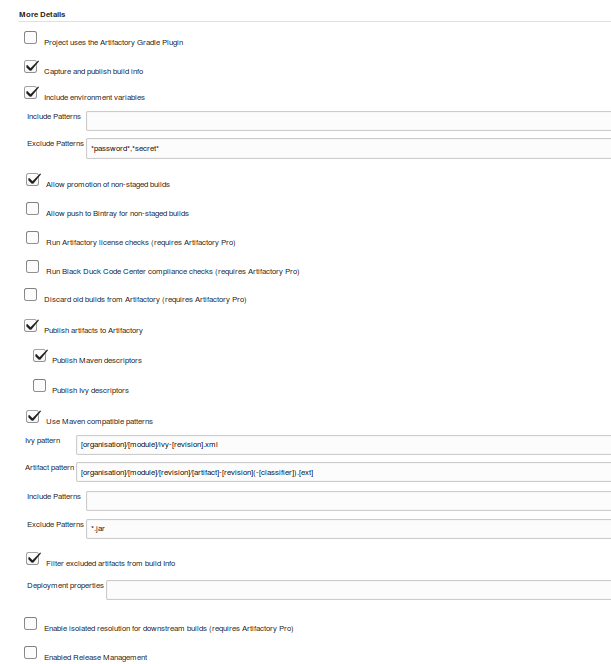 More Details
Project uses the Artifactory Gradle Plugin
Capture and publish build info
Include environment variables
Include Patterns
Exclude Patterns *password*,*secret*
Allow promotion of non-staged builds
Allow push to Bintray for non-staged builds
Run Artifactory license checks (requires Artifactory Pro)
Run Black Duck Code Center compliance checks (requires Artifactory Pro)
Discard old builds from Artifactory (requires Artifactory Pro)
Publish artifacts to Artifactory
Publish Maven descriptors
Publish Ivy descriptors
Use Maven compatible patterns
Ivy pattern [organisation]/[module]/ivy-[revision].xml
Artifact pattern [organisation]/[module]/[revision]/[artifact]-[revision](-[classifier]).[ext]
Include Patterns
Exclude Patterns *.jar
Filter excluded artifacts from build Info
Deployment properties
Enable isolated resolution for downstream builds (requires Artifactory Pro)
Enabled Release Management